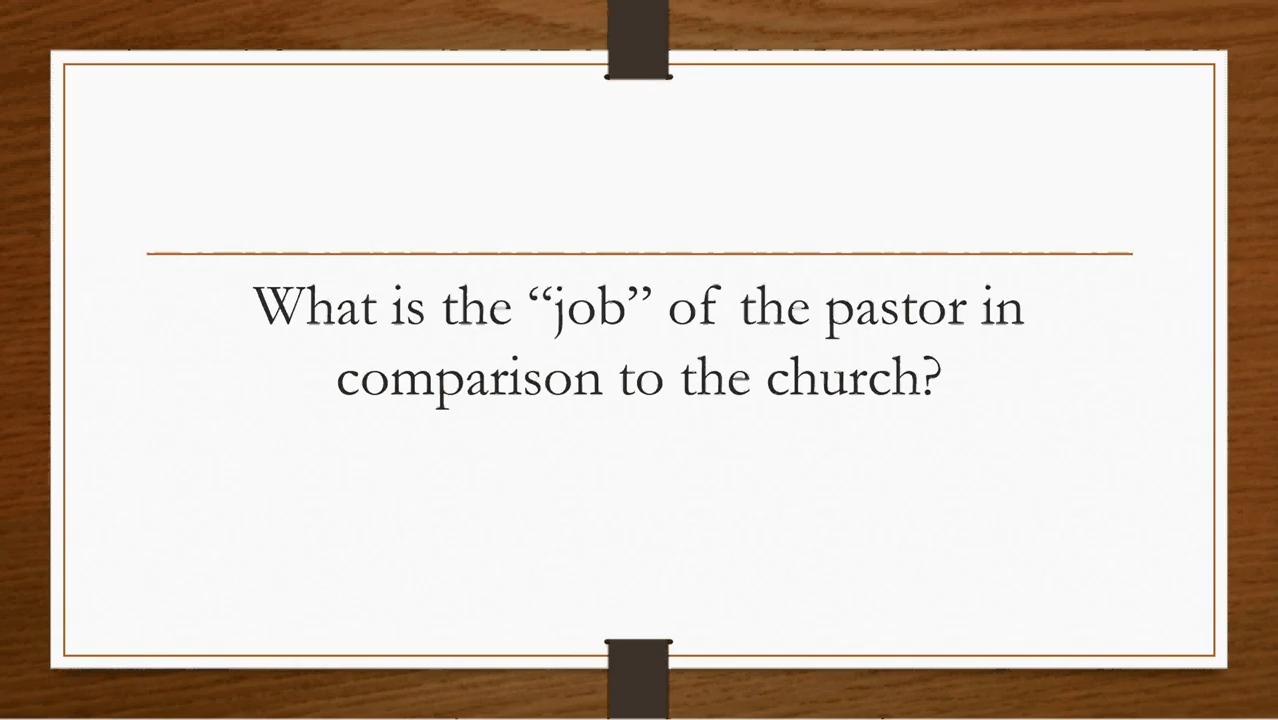 What is the “job” of the pastor in
comparison to the church?